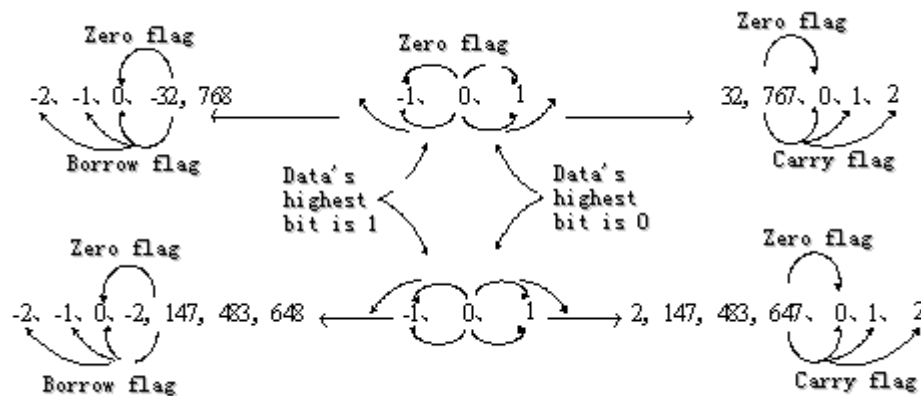 Zero flag
Zero flag
Zero flag
-2、-1、0、-32, 768
-1、 0、 1
32, 767、0、1、2
Borrow flag
Carry flag
Data's
highest
bit is 1
Data's
highest
bit is 0
Zero flag
Zero flag
-2、-1、0、-2, 147, 483, 648
-1、 0、 1
2, 147, 483, 647、0、1、 2
Borrow flag
Carry flag